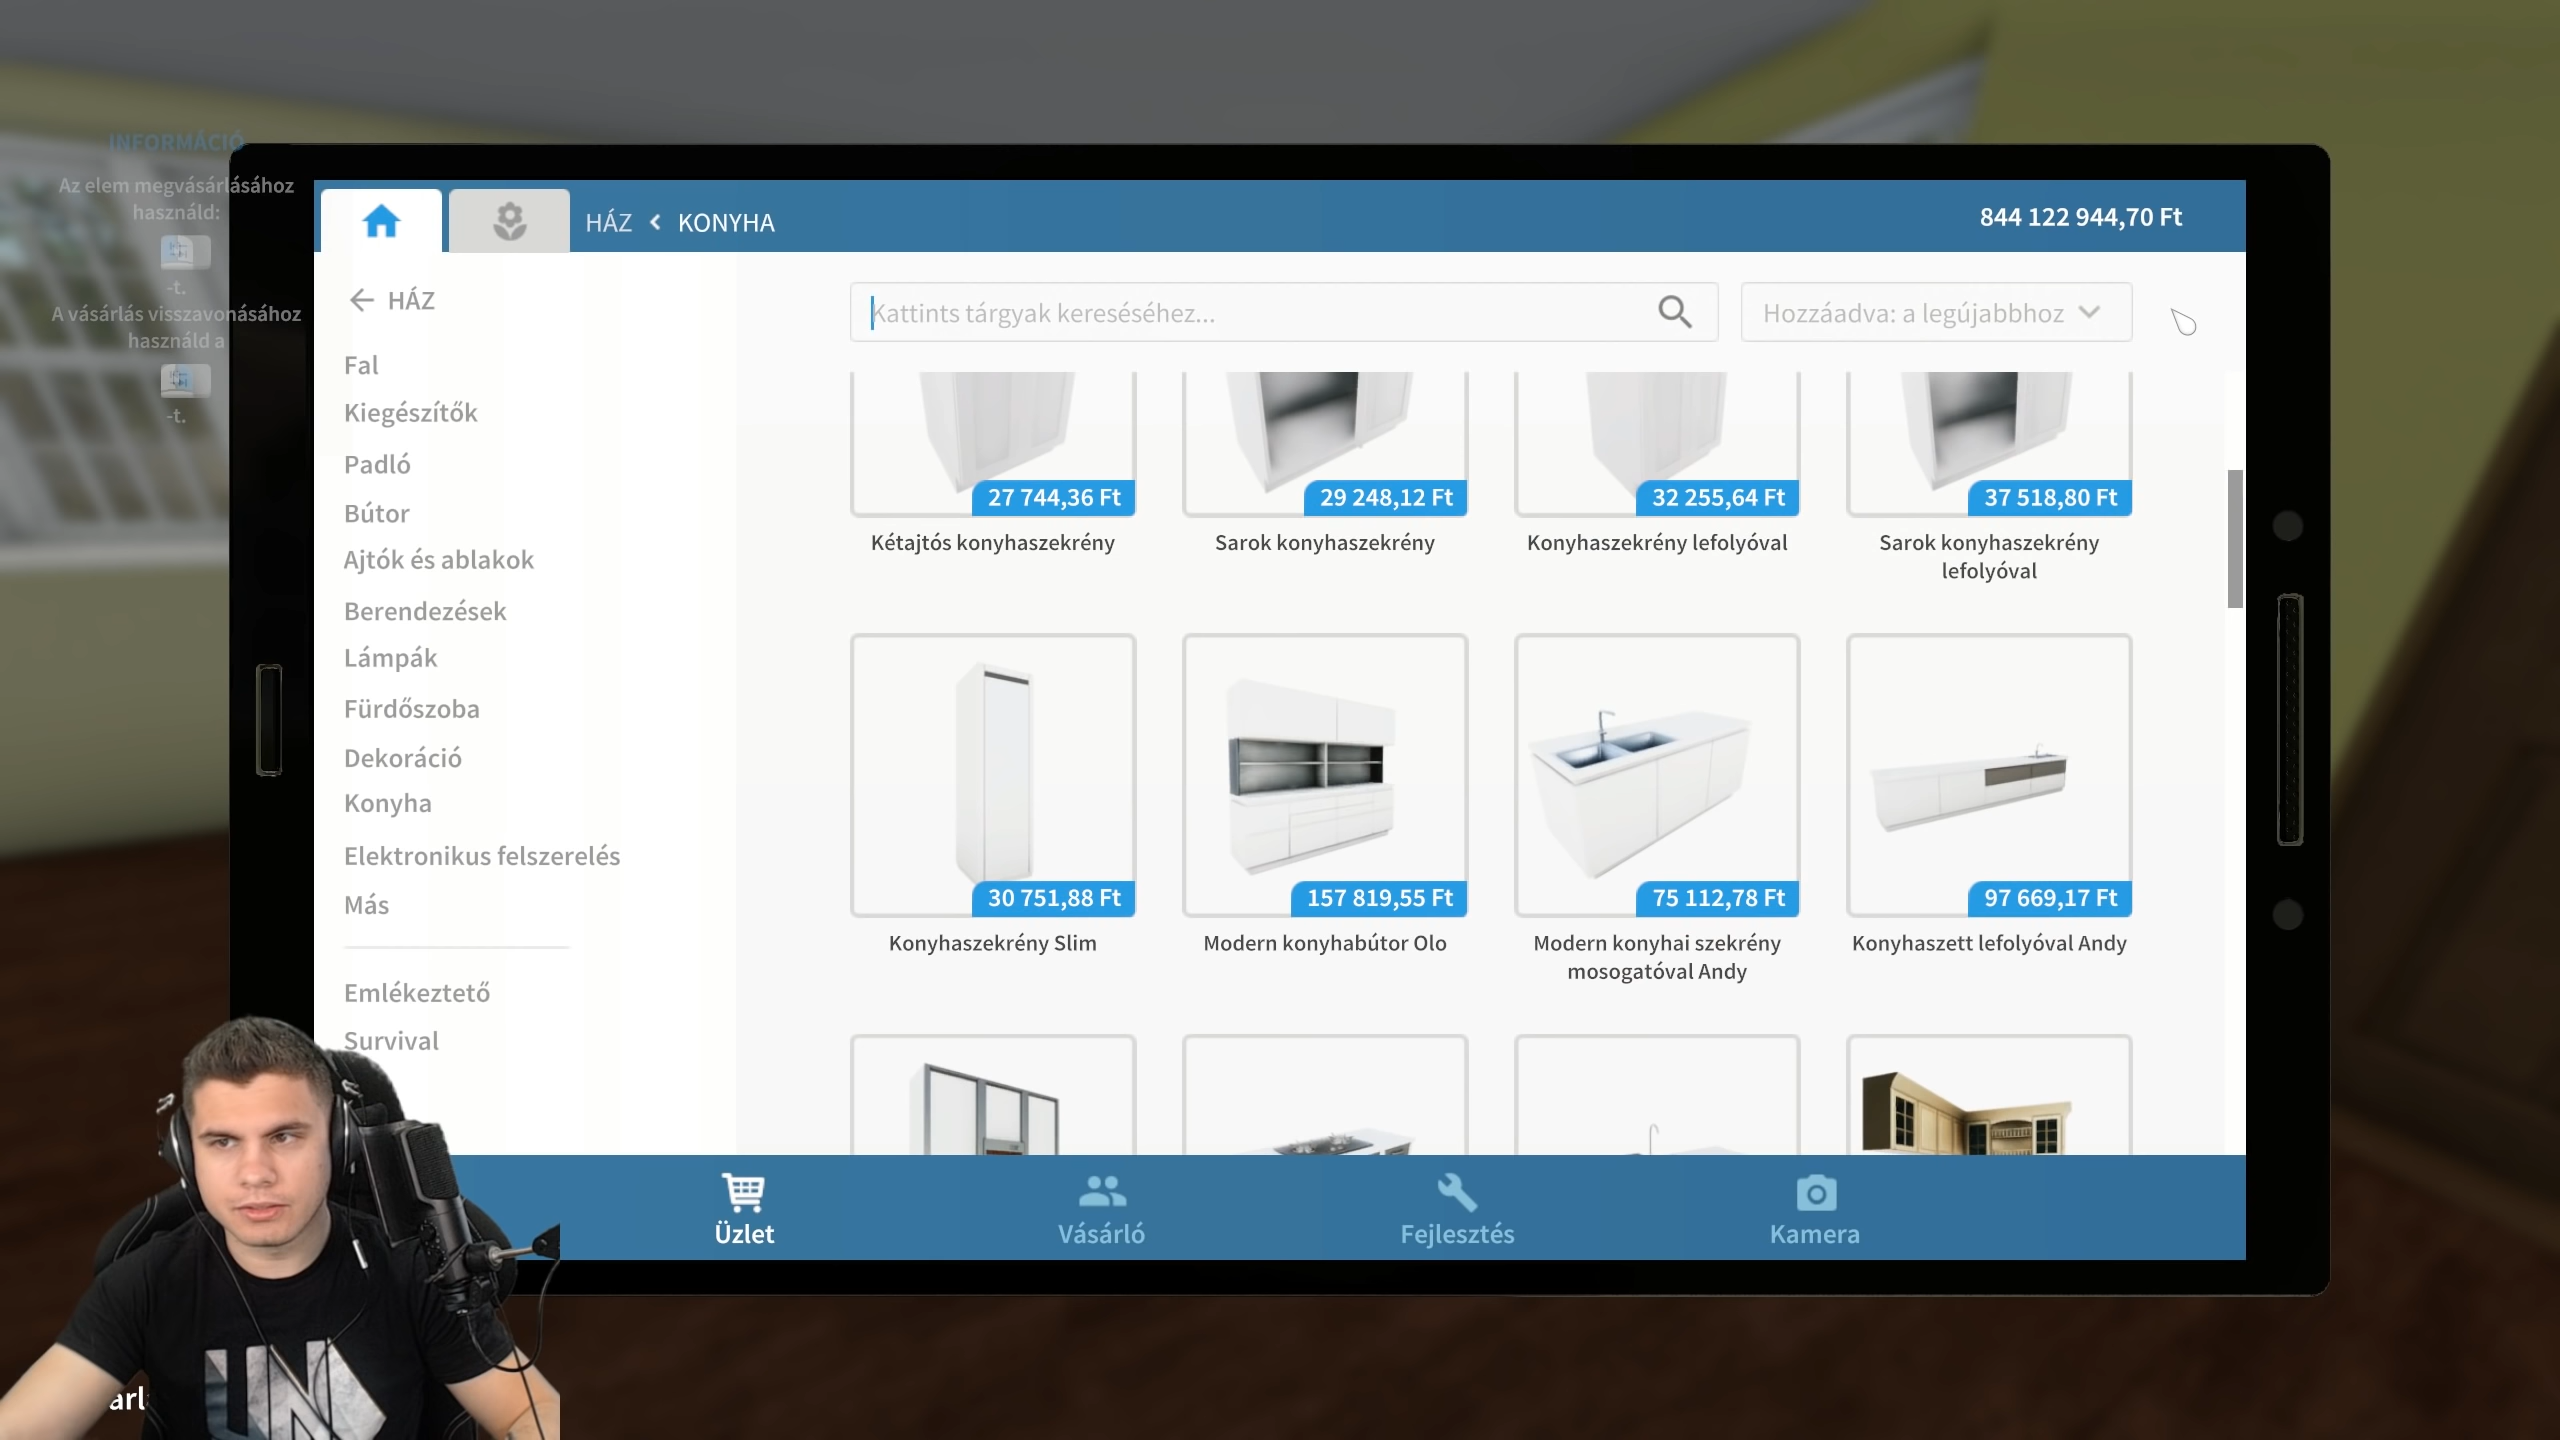 INFORMÁCIÓ
Az elem megvásárlásához
használd:
-t.
A vásárlás visszavonásához
használd a
-t.
HÁZ
KONYHA
844 122 944,70 Ft
HÁZ
Fal
Kiegészítők
Padló
Bútor
Ajtók és ablakok
Berendezések
Lámpák
Fürdőszoba
Dekoráció
Konyha
Elektronikus felszerelés
Más
Emlékeztető
Survival
Kattints tárgyak kereséséhez...
Hozzáadva: a legújabbhoz
27 744,36 Ft
29 248,12 Ft
32 255,64 Ft
37 518,80 Ft
Kétajtós konyhaszekrény
Sarok konyhaszekrény
Konyhaszekrény lefolyóval
Sarok konyhaszekrény
lefolyóval
30 751,88 Ft
157 819,55 Ft
75 112,78 Ft
97 669,17 Ft
Konyhaszekrény Slim
Modern konyhabútor Olo
Modern konyhai szekrény
mosogatóval Andy
Konyhaszett lefolyóval Andy
Üzlet
Vásárló
Fejlesztés
Kamera